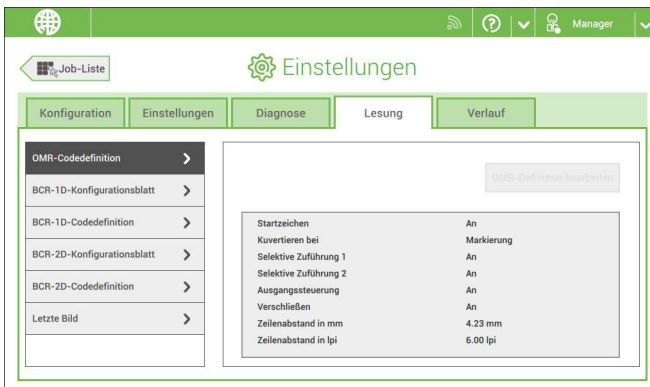 Manager
Job-Liste
Einstellungen
Konfiguration
Einstellungen
Diagnose
Lesung
Verlauf
OMR-Codedefinition
BCR-1D-Konfigurationsblatt
BCR-1D-Codedefinition
BCR-2D-Konfigurationsblatt
BCR-2D-Codedefinition
Letzte Bild
OMR-Definition bearbeiten
Startzeichen An
Kuvertieren bei Markierung
Selektive Zuführung 1 An
Selektive Zuführung 2 An
Ausgangssteuerung An
Verschließen An
Zeilenabstand in mm 4.23 mm
Zeilenabstand in lpi 6.00 lpi